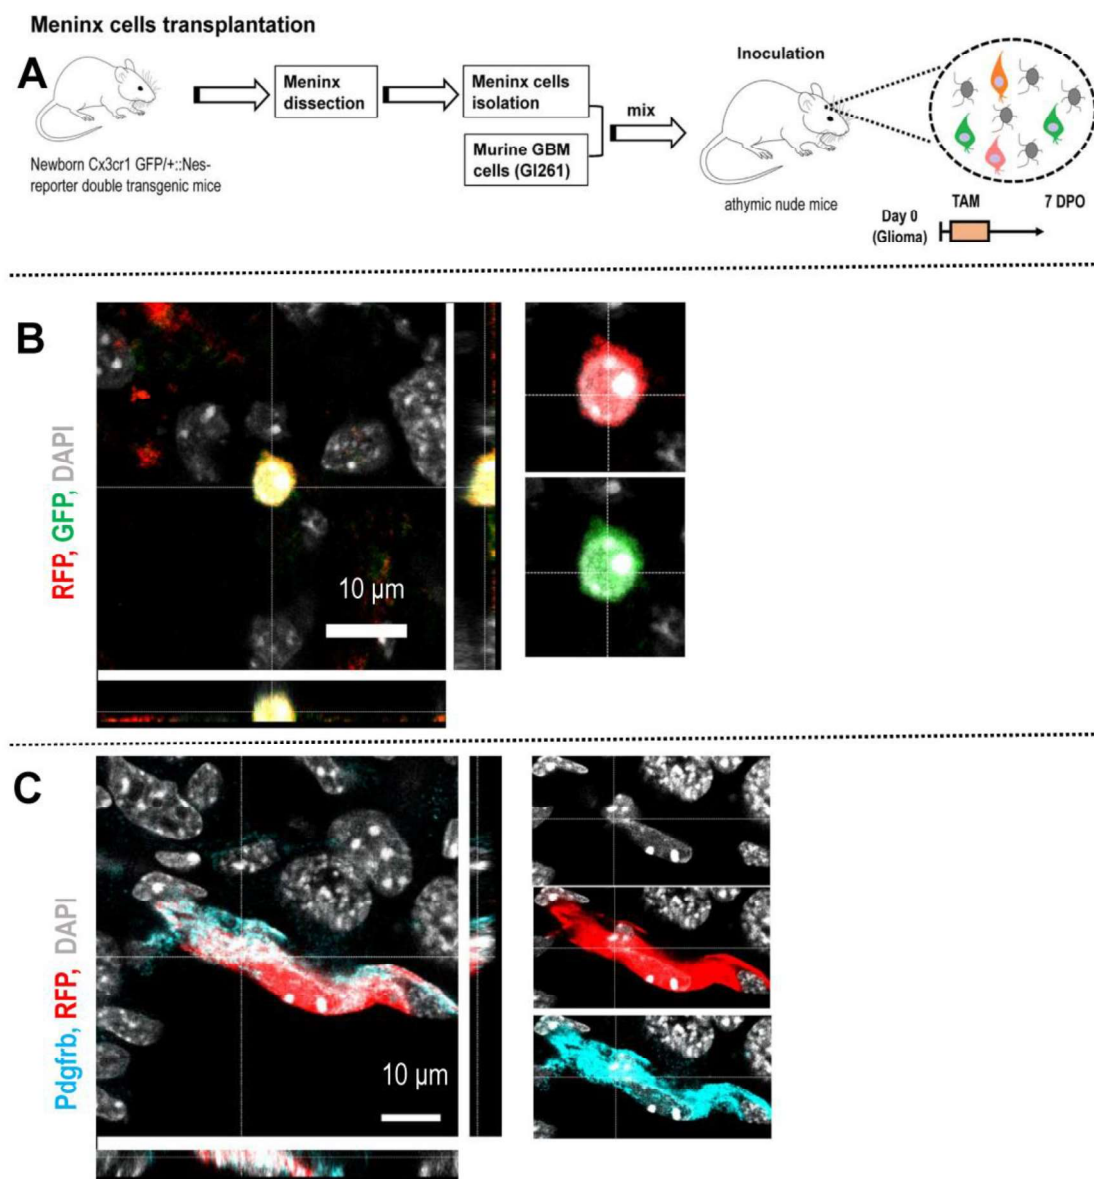 Meninx cells transplantation
A
Newborn Cx3cr1 GFP/+::Nes-
reporter double transgenic mice
Meninx
dissection
Meninx cells
isolation
Murine GBM
cells (Gl261)
mix
Inoculation
athymic nude mice
TAM
7 DPO
Day 0
(Glioma)
B
RFP, GFP, DAPI
10 µm
C
Pdgfrb, RFP, DAPI
10 µm